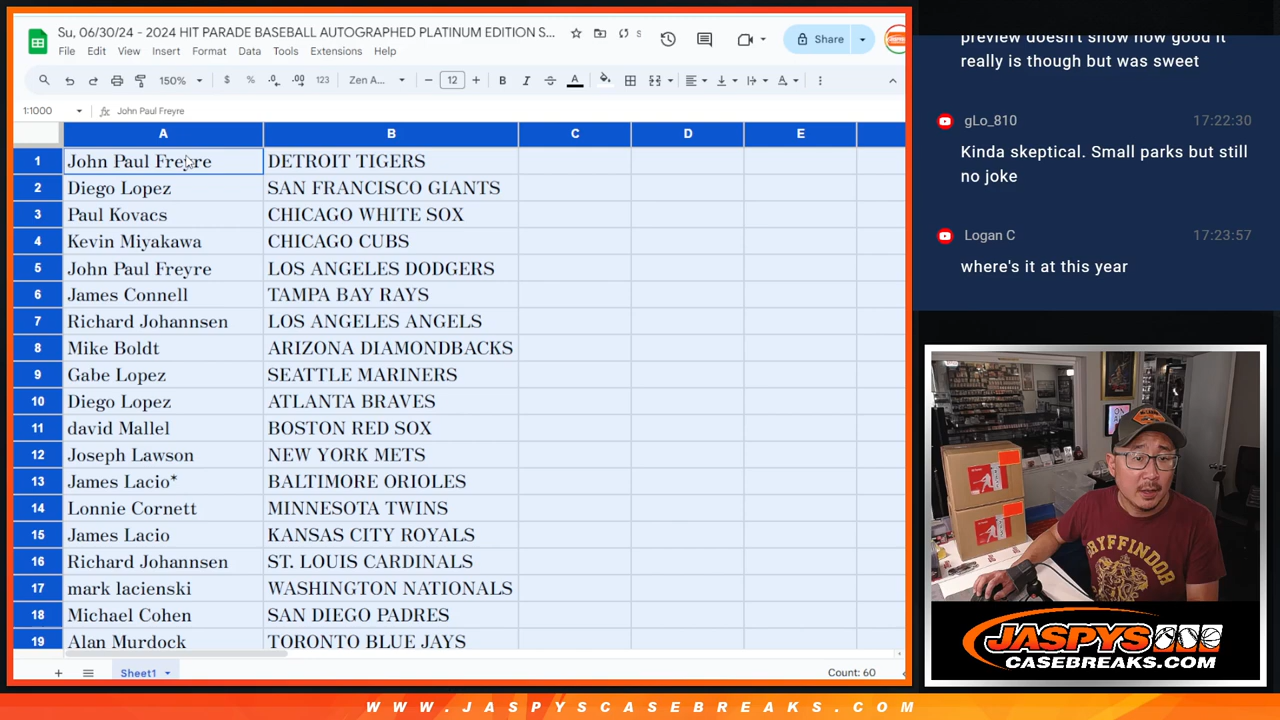 Su, 06/30/24 - 2024 HIT PARADE BASEBALL AUTOGRAPHED PLATINUM EDITION S...
File Edit View Insert Format Data Tools Extensions Help
Share
150% $ % .0 .00 123 Zen A... 12 B I A
1:1000 fx John Paul Freyre
A B C D E
1 John Paul Freyre DETROIT TIGERS
2 Diego Lopez SAN FRANCISCO GIANTS
3 Paul Kovacs CHICAGO WHITE SOX
4 Kevin Miyakawa CHICAGO CUBS
5 John Paul Freyre LOS ANGELES DODGERS
6 James Connell TAMPA BAY RAYS
7 Richard Johannsen LOS ANGELES ANGELS
8 Mike Boldt ARIZONA DIAMONDBACKS
9 Gabe Lopez SEATTLE MARINERS
10 Diego Lopez ATLANTA BRAVES
11 david Mallel BOSTON RED SOX
12 Joseph Lawson NEW YORK METS
13 James Lacio* BALTIMORE ORIOLES
14 Lonnie Cornett MINNESOTA TWINS
15 James Lacio KANSAS CITY ROYALS
16 Richard Johannsen ST. LOUIS CARDINALS
17 mark lacienski WASHINGTON NATIONALS
18 Michael Cohen SAN DIEGO PADRES
19 Alan Murdock TORONTO BLUE JAYS
Sheet1 Count: 60
preview doesn't show how good it
really is though but was sweet
gLo_810 17:22:30
Kinda skeptical. Small parks but still
no joke
Logan C 17:23:57
where's it at this year
GRYFFINDOR
JASPYS
CASEBREAKS.COM
WWW.JASPYSCASEBREAKS.COM